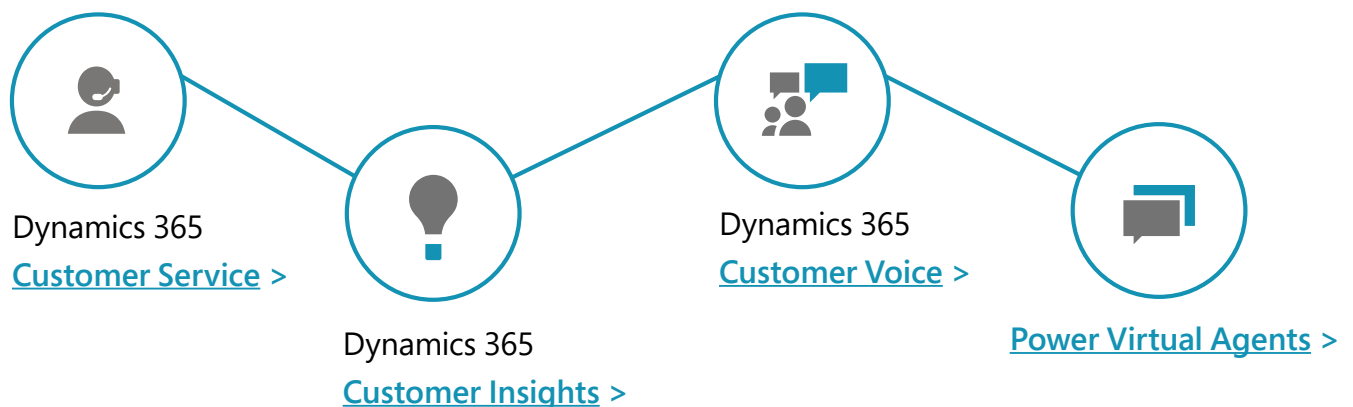 Dynamics 365
Customer Service >
Dynamics 365
Customer Insights >
Dynamics 365
Customer Voice >
Power Virtual Agents >